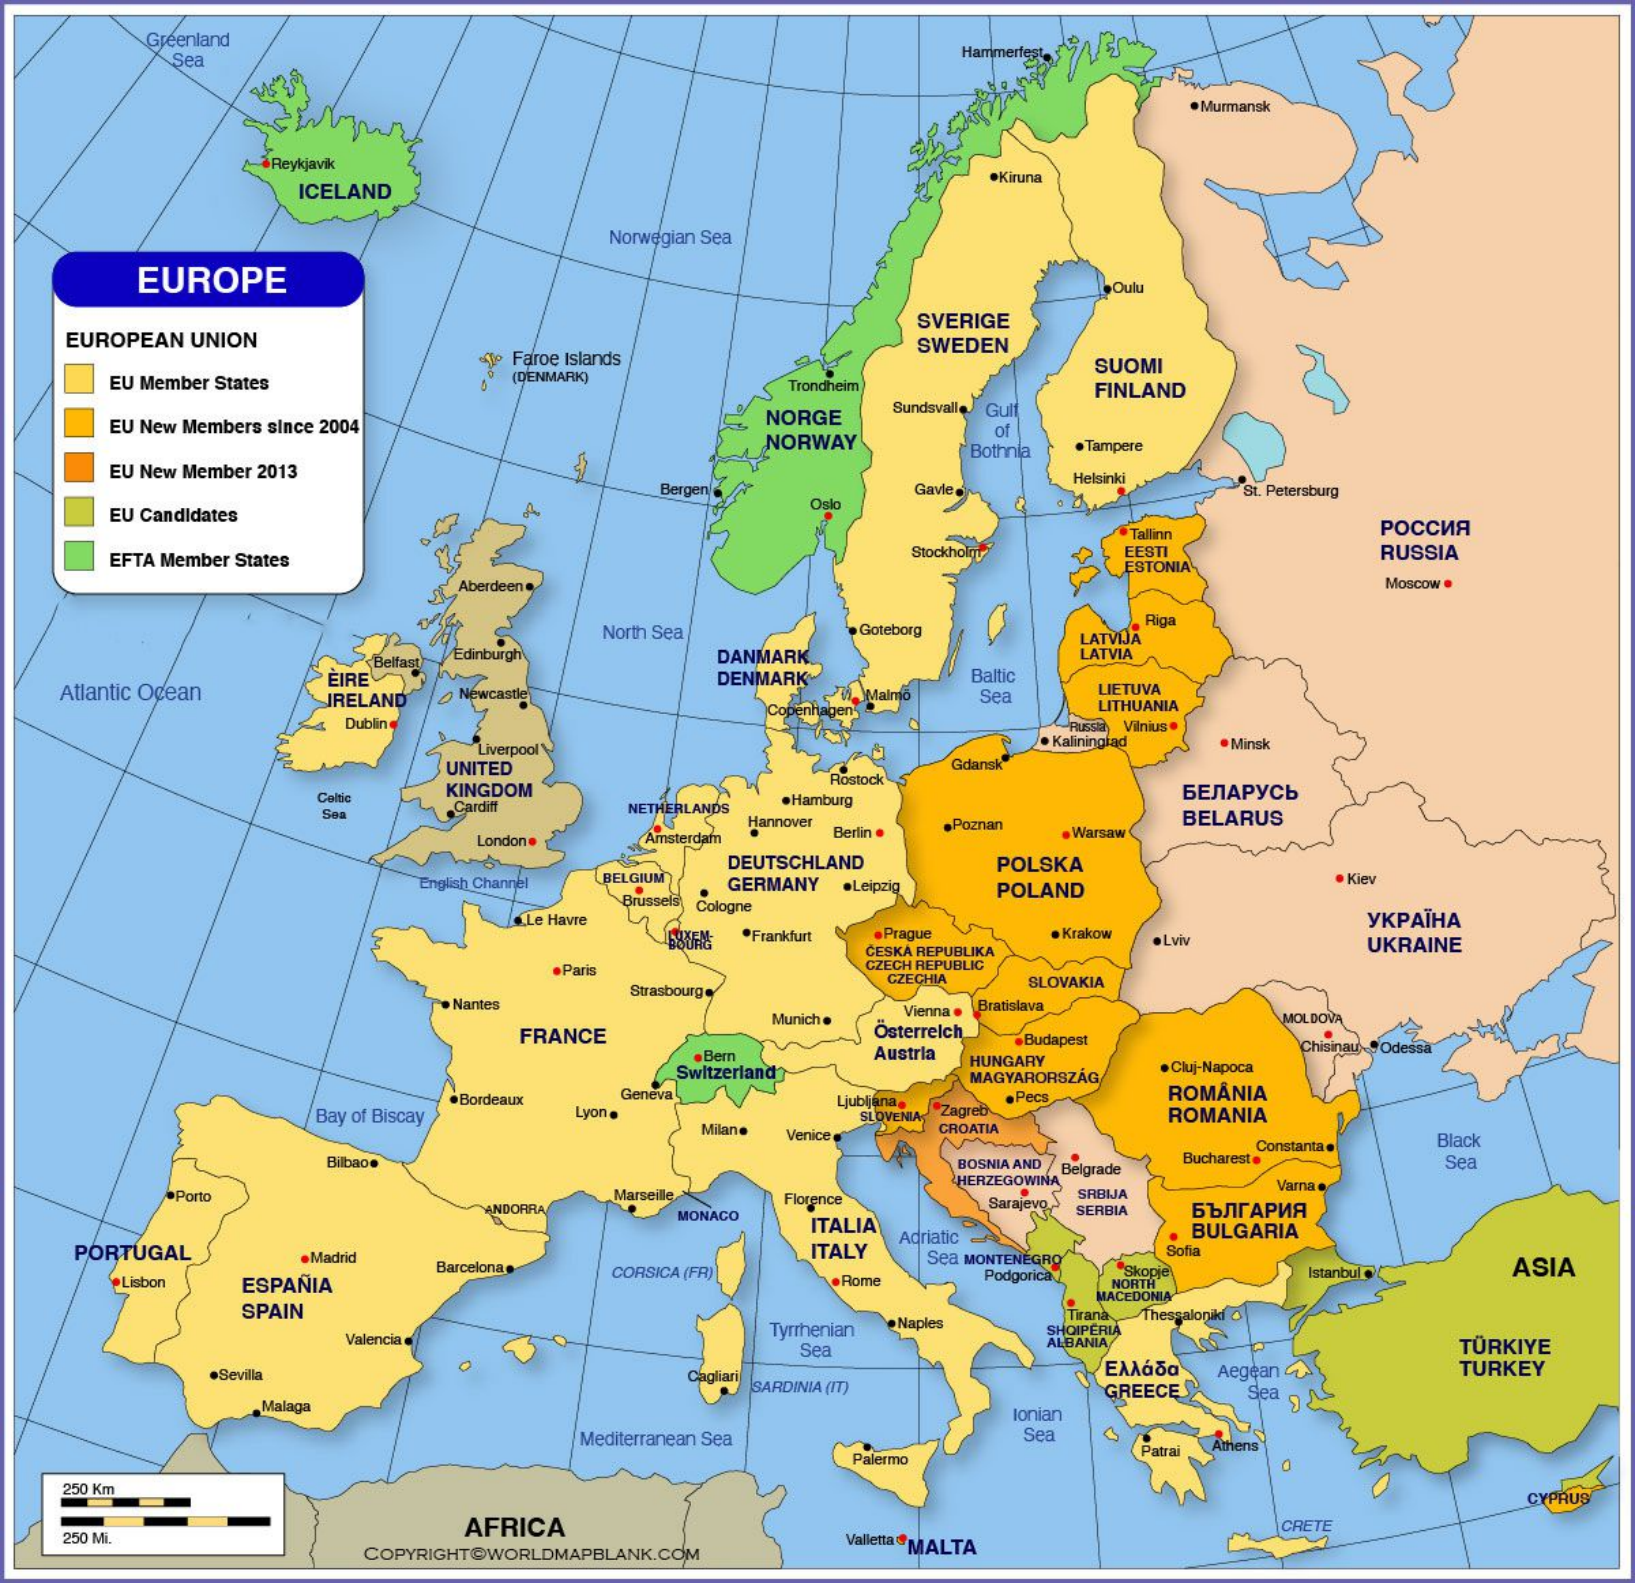 Greenland
Sea
Hammerfest
Murmansk
Reykjavik
ICELAND
Kiruna
Norwegian Sea
EUROPE
EUROPEAN UNION
EU Member States
EU New Members since 2004
EU New Member 2013
EU Candidates
EFTA Member States
Oulu
SVERIGE
SWEDEN
SUOMI
FINLAND
Faroe Islands
(DENMARK)
Trondheim
NORGE
NORWAY
Sundsvall
Gulf
of
Bothnia
Tampere
Helsinki
Bergen
Gavle
Oslo
St. Petersburg
Stockholm
Tallinn
EESTI
ESTONIA
РОССИЯ
RUSSIA
Moscow
Aberdeen
Edinburgh
Belfast
North Sea
Goteborg
Riga
LATVIJA
LATVIA
DANMARK
DENMARK
Baltic
Sea
LIETUVA
LITHUANIA
Vilnius
Atlantic Ocean
ÈIRE
IRELAND
Dublin
Newcastle
Malmö
Copenhagen
Russia
Kaliningrad
Minsk
Liverpool
UNITED
KINGDOM
Cardiff
London
Celtic
Sea
Gdansk
Rostock
Hamburg
NETHERLANDS
Amsterdam
Hannover
Berlin
Poznan
Warsaw
БЕЛАРУСЬ
BELARUS
DEUTSCHLAND
GERMANY
Leipzig
POLSKA
POLAND
Kiev
English Channel
BELGIUM
Brussels
Cologne
Le Havre
LUXEM-
BOURG
Frankfurt
Prague
ČESKÁ REPUBLIKA
CZECH REPUBLIC
CZECHIA
Krakow
Lviv
УКРАЇНА
UKRAINE
Paris
SLOVAKIA
Strasbourg
Nantes
Munich
Vienna
Bratislava
Österreich
Austria
MOLDOVA
Chisinau
Odessa
FRANCE
Budapest
HUNGARY
MAGYARORSZÁG
Bern
Switzerland
Geneva
Cluj-Napoca
ROMÂNIA
ROMANIA
Pecs
Bay of Biscay
Bordeaux
Lyon
Ljubljana
SLOVENIA
Zagreb
CROATIA
Milan
Venice
Constanta
Bucharest
Black
Sea
Bilbao
BOSNIA AND
HERZEGOWINA
Sarajevo
Belgrade
SRBIJA
SERBIA
Varna
Porto
ANDORRA
Marseille
MONACO
Florence
ITALIA
ITALY
БЪЛГАРИЯ
BULGARIA
Sofia
PORTUGAL
Lisbon
Madrid
ESPAÑIA
SPAIN
Barcelona
CORSICA (FR)
Rome
Adriatic
Sea
MONTENEGRO
Podgorica
Skopje
NORTH
MACEDONIA
Istanbul
ASIA
Valencia
Tyrrhenian
Sea
Naples
Tirana
SHQIPËRIA
ALBANIA
Thessaloniki
TÜRKIYE
TURKEY
Sevilla
Malaga
Cagliari
SARDINIA (IT)
Ελλάδα
GREECE
Aegean
Sea
Ionian
Sea
Mediterranean Sea
Palermo
Patrai
Athens
250 Km
250 Mi.
AFRICA
COPYRIGHT©WORLDMAPBLANK.COM
Valletta
MALTA
CRETE
CYPRUS